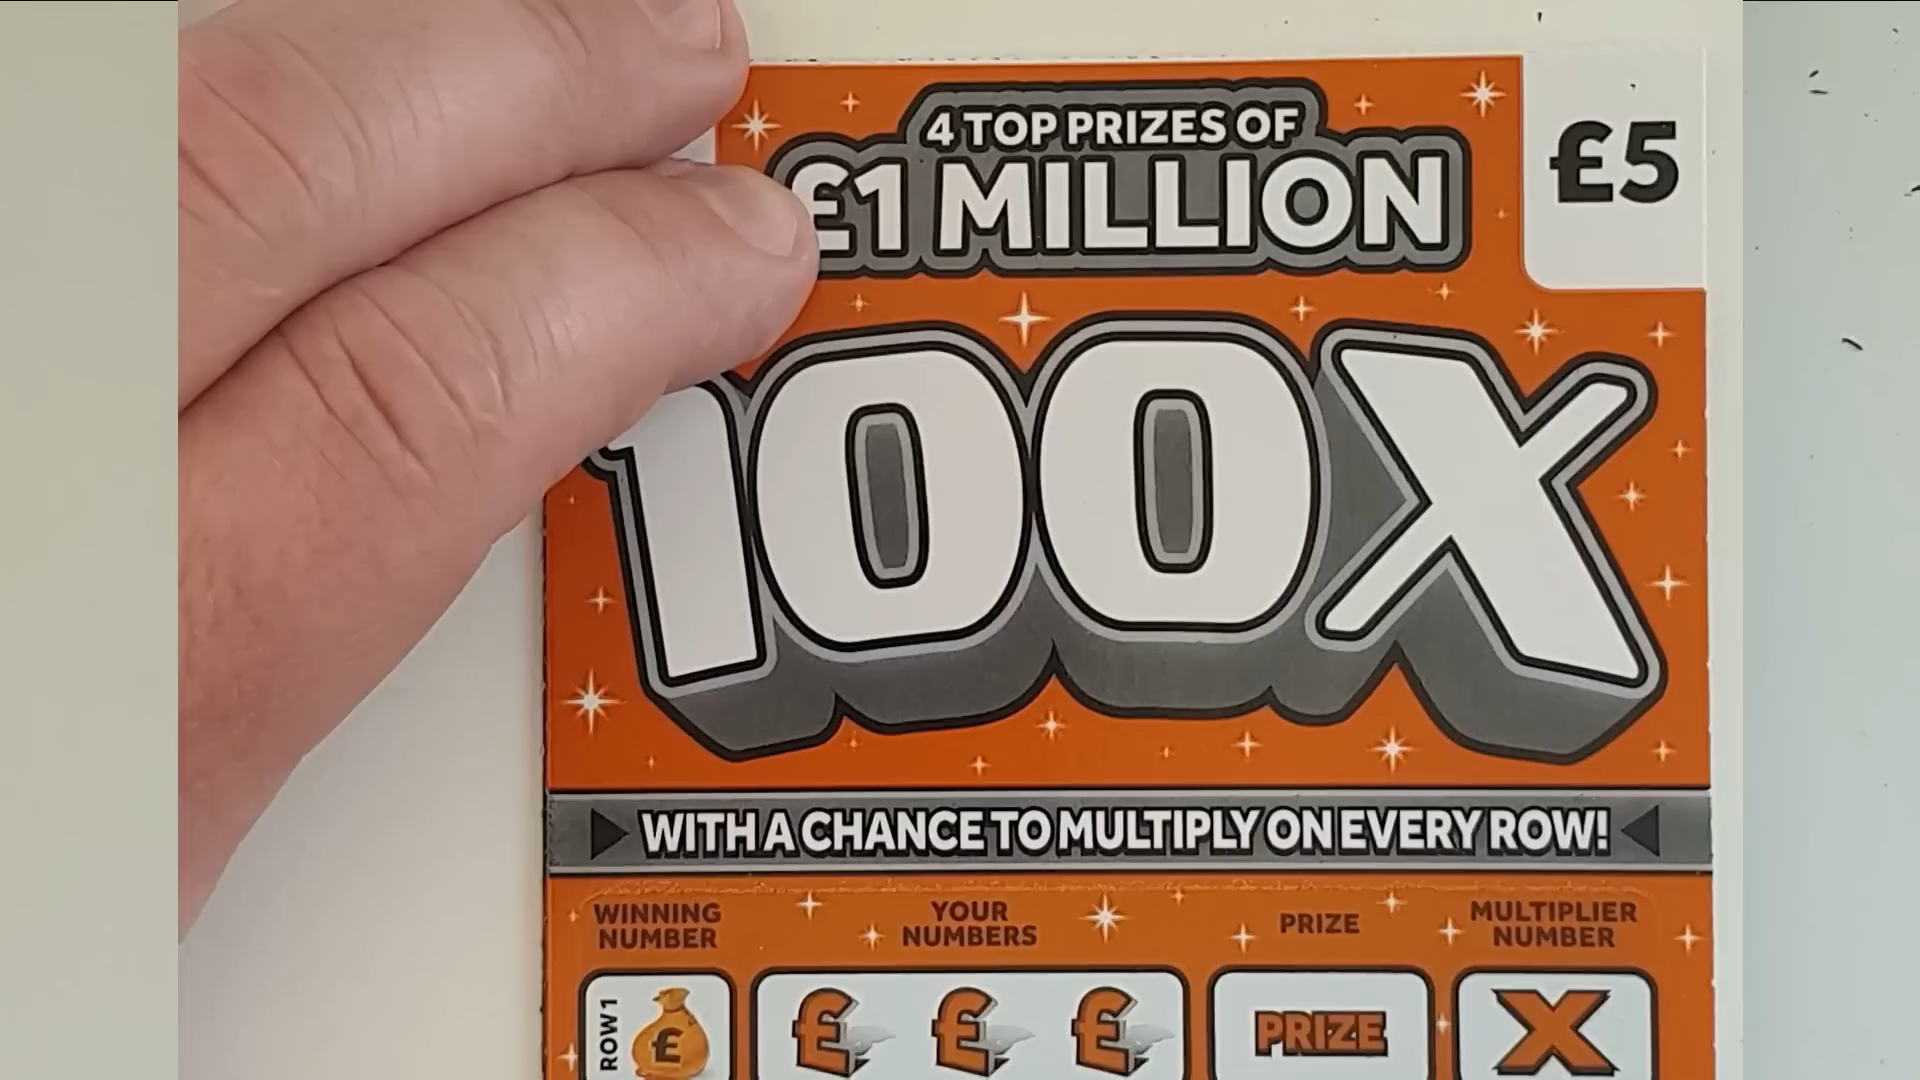 4 TOP PRIZES OF
£1 MILLION
£5
100X
WITH A CHANCE TO MULTIPLY ON EVERY ROW!
WINNING NUMBER
YOUR NUMBERS
PRIZE
MULTIPLIER NUMBER
ROW 1
£
£ £ £
PRIZE
X